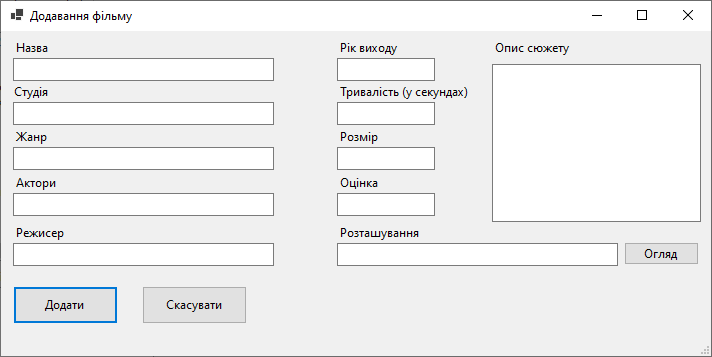 Додавання фільму
Назва
Рік виходу
Опис сюжету
Студія
Тривалість (у секундах)
Жанр
Розмір
Актори
Оцінка
Режисер
Розташування
Огляд
Додати
Скасувати